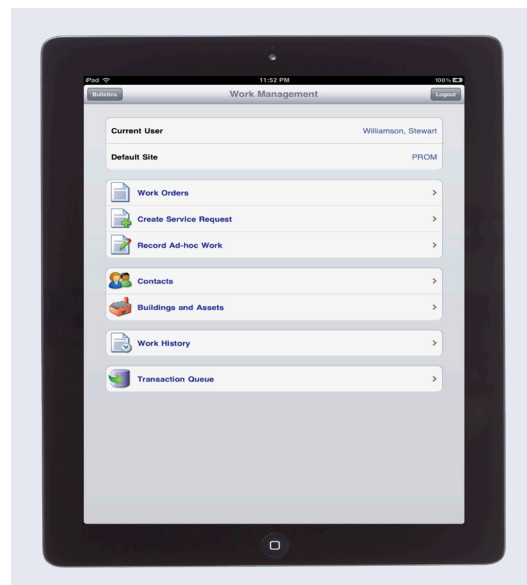 iPad 11:52 PM 100%
Bulletins Work Management Logout
Current User Williamson, Stewart
Default Site PROM
Work Orders
Create Service Request
Record Ad-hoc Work
Contacts
Buildings and Assets
Work History
Transaction Queue